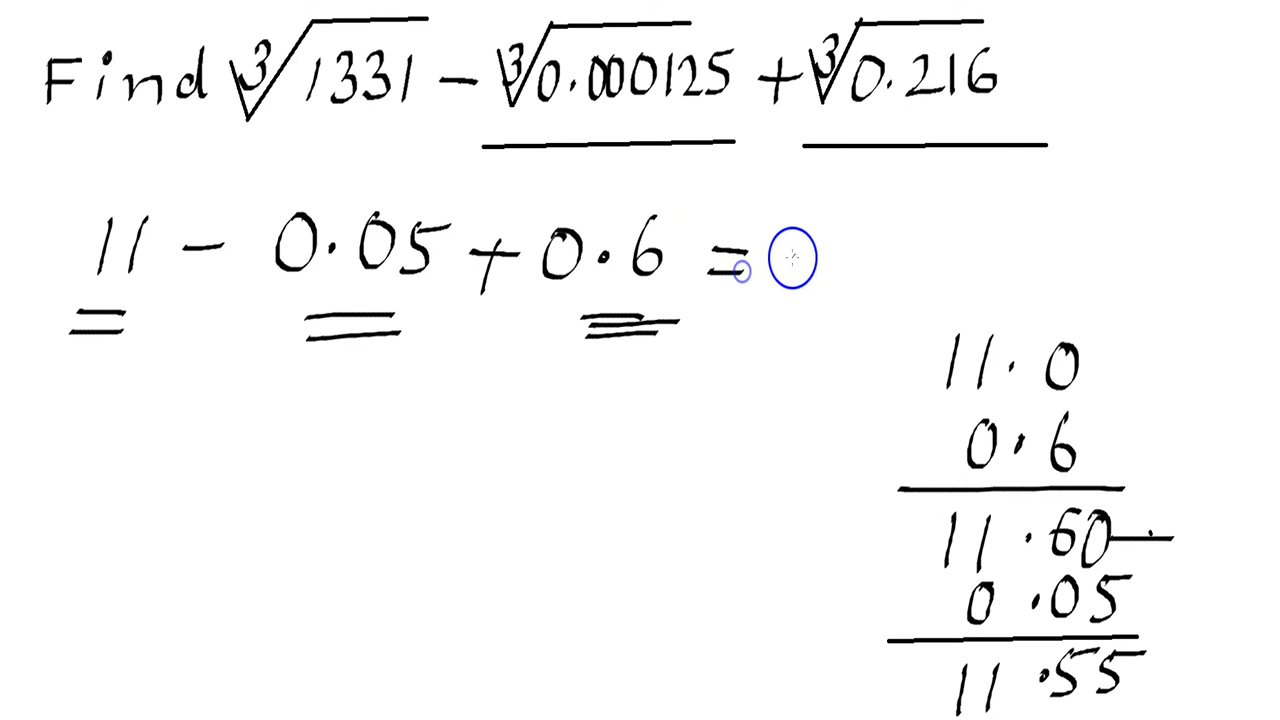 Find ∛1331 - ∛0.000125 + ∛0.216
11 - 0.05 + 0.6 =
11.0
0.6
11.60-
0.05
11.55